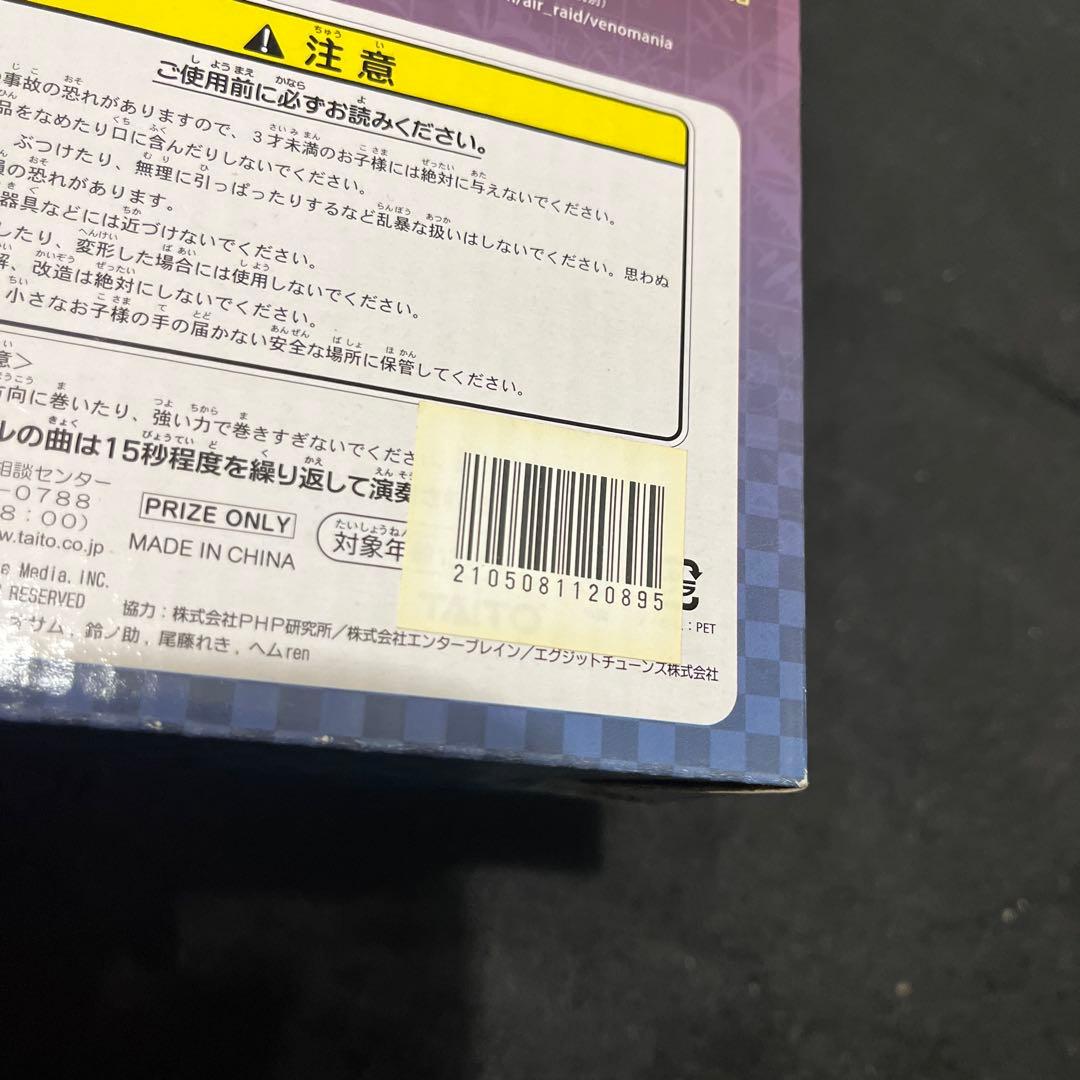 /air_raid/venomania
注意
ご使用前に必ずお読みください。
事故の恐れがありますので、3才未満のお子様には絶対に与えないでください。
品をなめたり口に含んだりしないでください。
ぶつけたり、無理に引っぱったりするなど乱暴な扱いはしないでください。思わぬ
の恐れがあります。
器具などには近づけないでください。
したり、変形した場合には使用しないでください。
解、改造は絶対にしないでください。
小さなお子様の手の届かない安全な場所に保管してください。
意>
方向に巻いたり、強い力で巻きすぎないでくださ
ルの曲は15秒程度を繰り返して演奏
相談センター
-0788
8:00)
w.taito.co.jp
PRIZE ONLY
MADE IN CHINA
対象年
2105081120895
プラ
: PET
e Media, INC.
RESERVED
協力:株式会社PHP研究所/株式会社エンターブレイン/エグジットチューンズ株式会社
サム, 鈴ノ助, 尾藤れき, ヘムren